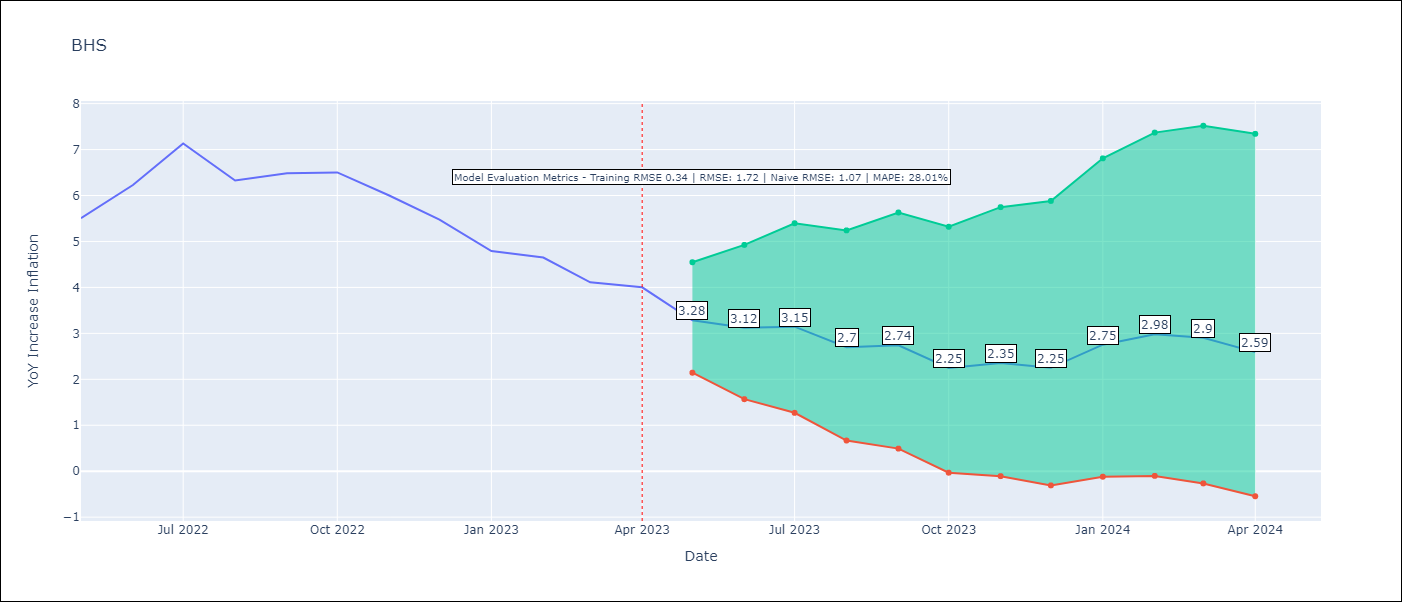 BHS
8
7
6
5
4
3
2
1
0
−1
YoY Increase Inflation
Model Evaluation Metrics - Training RMSE 0.34 | RMSE: 1.72 | Naive RMSE: 1.07 | MAPE: 28.01%
3.28
3.12
3.15
2.7
2.74
2.25
2.35
2.25
2.75
2.98
2.9
2.59
Jul 2022
Oct 2022
Jan 2023
Apr 2023
Jul 2023
Oct 2023
Jan 2024
Apr 2024
Date